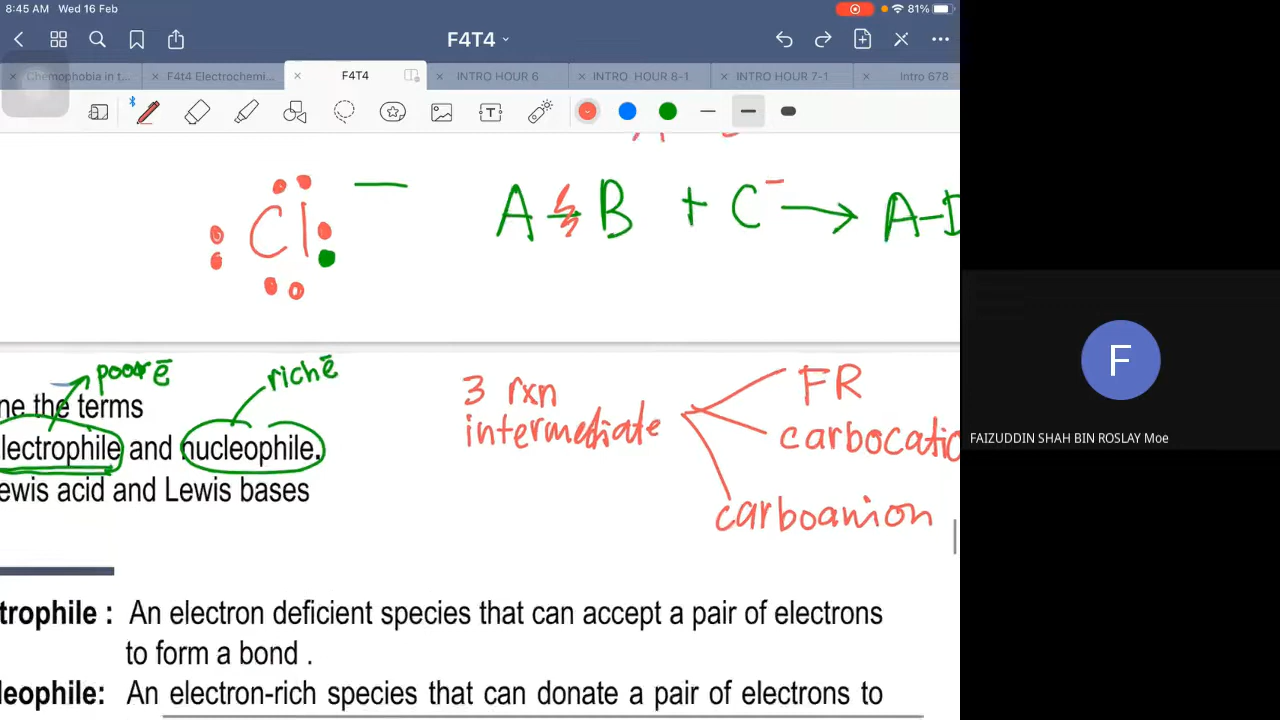 8:45 AM Wed 16 Feb
81%
F4T4
Chemophobia in t...
F4t4 Electrochemi...
F4T4
INTRO HOUR 6
INTRO HOUR 8-1
INTRO HOUR 7-1
Intro 678
Cl
A B + C⁻ → A-
poor ē
rich ē
ne the terms
lectrophile and nucleophile.
ewis acid and Lewis bases
3 rxn
intermediate
FR
carbocatio
carboanion
trophile : An electron deficient species that can accept a pair of electrons
to form a bond .
leophile: An electron-rich species that can donate a pair of electrons to
F
FAIZUDDIN SHAH BIN ROSLAY Moe